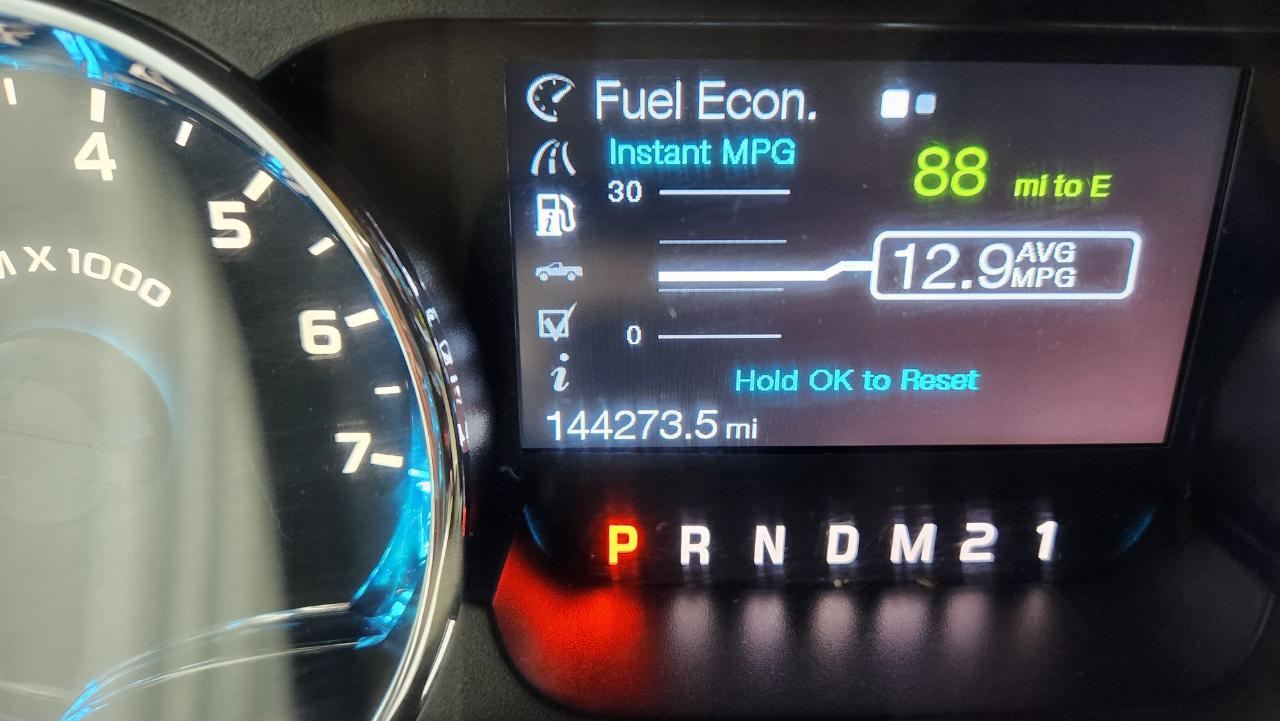 4
5
6
7
X 1000
Fuel Econ.
Instant MPG
30
88 mi to E
12.9 AVG MPG
0
i
Hold OK to Reset
144273.5 mi
P R N D M 2 1